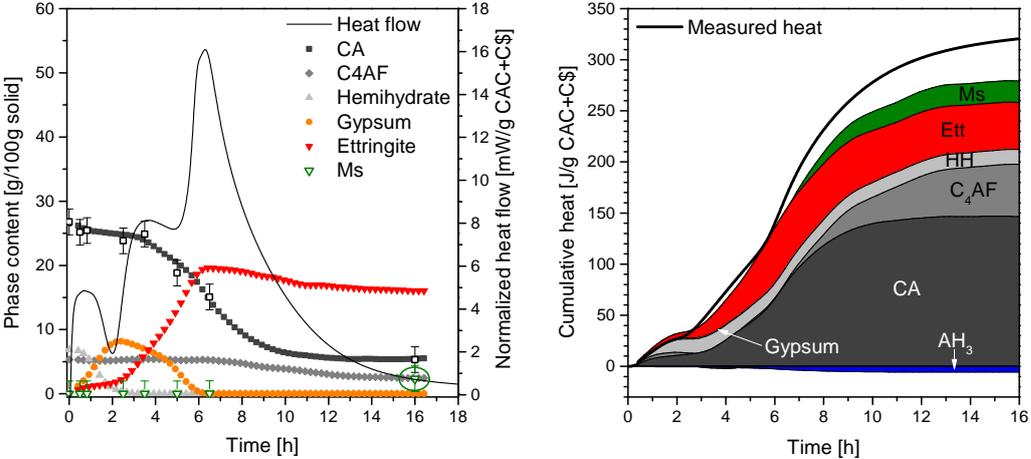 Phase content [g/100g solid]
60
50
40
30
20
10
0
0 2 4 6 8 10 12 14 16 18
Time [h]
Heat flow
CA
C4AF
Hemihydrate
Gypsum
Ettringite
Ms
18
16
14
12
10
8
6
4
2
0
Normalized heat flow [mW/g CAC+C$]
Cumulative heat [J/g CAC+C$]
350
300
250
200
150
100
50
0
0 2 4 6 8 10 12 14 16
Time [h]
Measured heat
Ms
Ett
HH
C₄AF
CA
Gypsum
AH₃